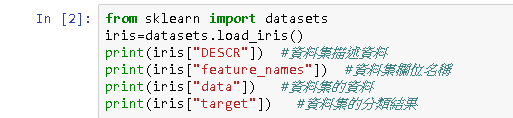 In [2]: from sklearn import datasets
iris=datasets.load_iris()
print(iris["DESCR"])  #資料集描述資料
print(iris["feature_names"])  #資料集欄位名稱
print(iris["data"])   #資料集的資料
print(iris["target"])   #資料集的分類結果